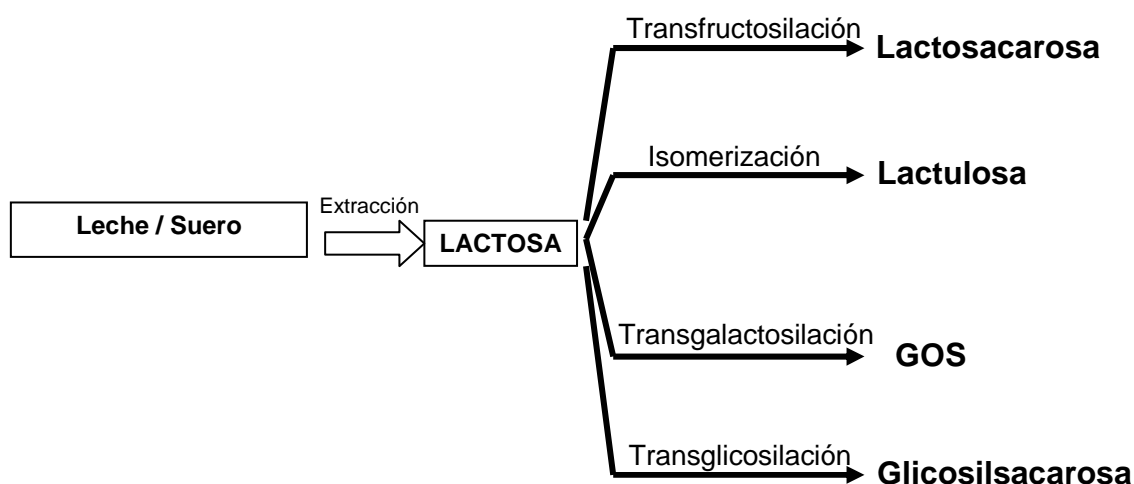 Transfructosilación
Lactosacarosa
Isomerización
Lactulosa
Leche / Suero
Extracción
LACTOSA
Transgalactosilación
GOS
Transglicosilación
Glicosilsacarosa